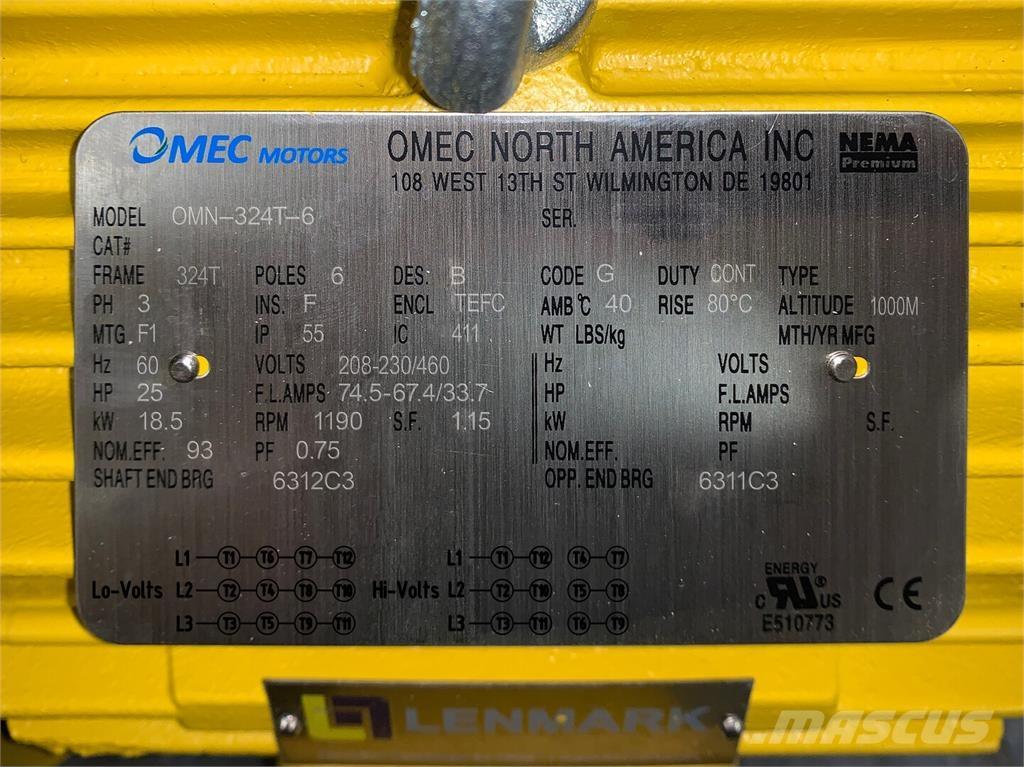 OMEC MOTORS OMEC NORTH AMERICA INC NEMA Premium
108 WEST 13TH ST WILMINGTON DE 19801
MODEL OMN-324T-6 SER.
CAT#
FRAME 324T POLES 6 DES. B CODE G DUTY CONT TYPE
PH 3 INS. F ENCL TEFC AMB°C 40 RISE 80°C ALTITUDE 1000M
MTG. F1 IP 55 IC 411 WT LBS/kg MTH/YR MFG
Hz 60 VOLTS 208-230/460 Hz VOLTS
HP 25 F.L.AMPS 74.5-67.4/33.7 HP F.L.AMPS
kW 18.5 RPM 1190 S.F. 1.15 kW RPM S.F.
NOM.EFF. 93 PF 0.75 NOM.EFF. PF
SHAFT END BRG 6312C3 OPP. END BRG 6311C3
L1 T1 T6 T7 T12 L1 T1 T12 T4 T7
Lo-Volts L2 T2 T4 T8 T10 Hi-Volts L2 T2 T10 T5 T8
L3 T3 T5 T9 T11 L3 T3 T11 T6 T9
ENERGY
C RU ® US CE
E510773
LENMARK
MASCUS